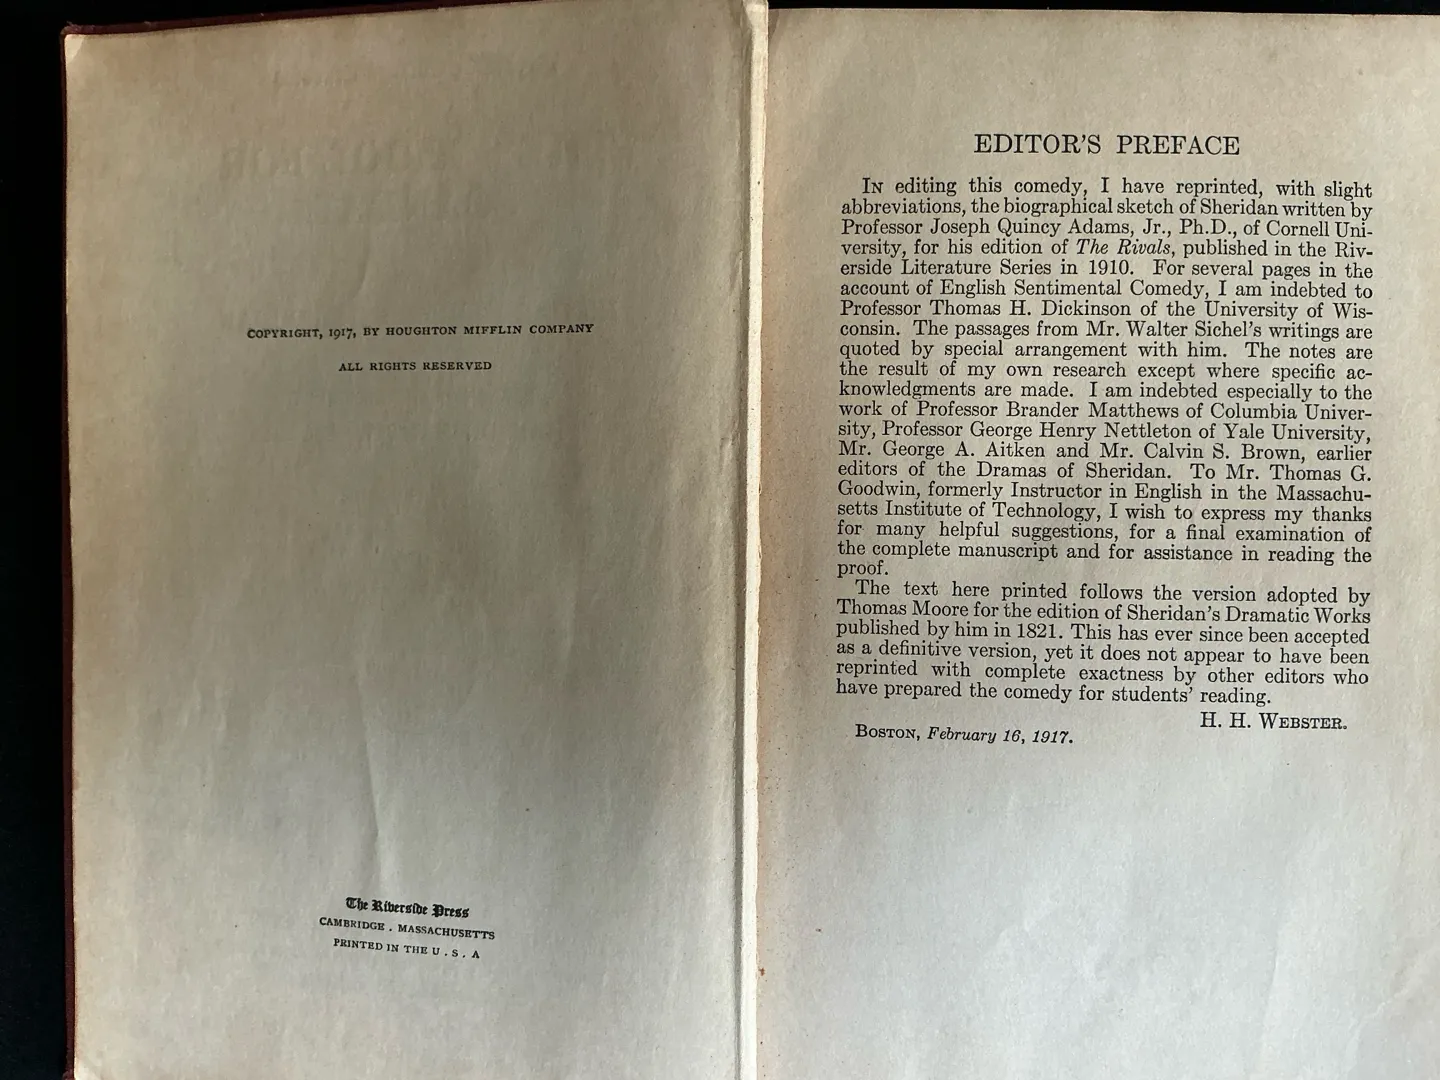 COPYRIGHT, 1917, BY HOUGHTON MIFFLIN COMPANY
ALL RIGHTS RESERVED
The Riverside Press
CAMBRIDGE . MASSACHUSETTS
PRINTED IN THE U . S . A
EDITOR'S PREFACE
IN editing this comedy, I have reprinted, with slight
abbreviations, the biographical sketch of Sheridan written by
Professor Joseph Quincy Adams, Jr., Ph.D., of Cornell Uni-
versity, for his edition of The Rivals, published in the Riv-
erside Literature Series in 1910. For several pages in the
account of English Sentimental Comedy, I am indebted to
Professor Thomas H. Dickinson of the University of Wis-
consin. The passages from Mr. Walter Sichel's writings are
quoted by special arrangement with him. The notes are
the result of my own research except where specific ac-
knowledgments are made. I am indebted especially to the
work of Professor Brander Matthews of Columbia Univer-
sity, Professor George Henry Nettleton of Yale University,
Mr. George A. Aitken and Mr. Calvin S. Brown, earlier
editors of the Dramas of Sheridan. To Mr. Thomas G.
Goodwin, formerly Instructor in English in the Massachu-
setts Institute of Technology, I wish to express my thanks
for many helpful suggestions, for a final examination of
the complete manuscript and for assistance in reading the
proof.
The text here printed follows the version adopted by
Thomas Moore for the edition of Sheridan's Dramatic Works
published by him in 1821. This has ever since been accepted
as a definitive version, yet it does not appear to have been
reprinted with complete exactness by other editors who
have prepared the comedy for students' reading.
H. H. WEBSTER.
BOSTON, February 16, 1917.